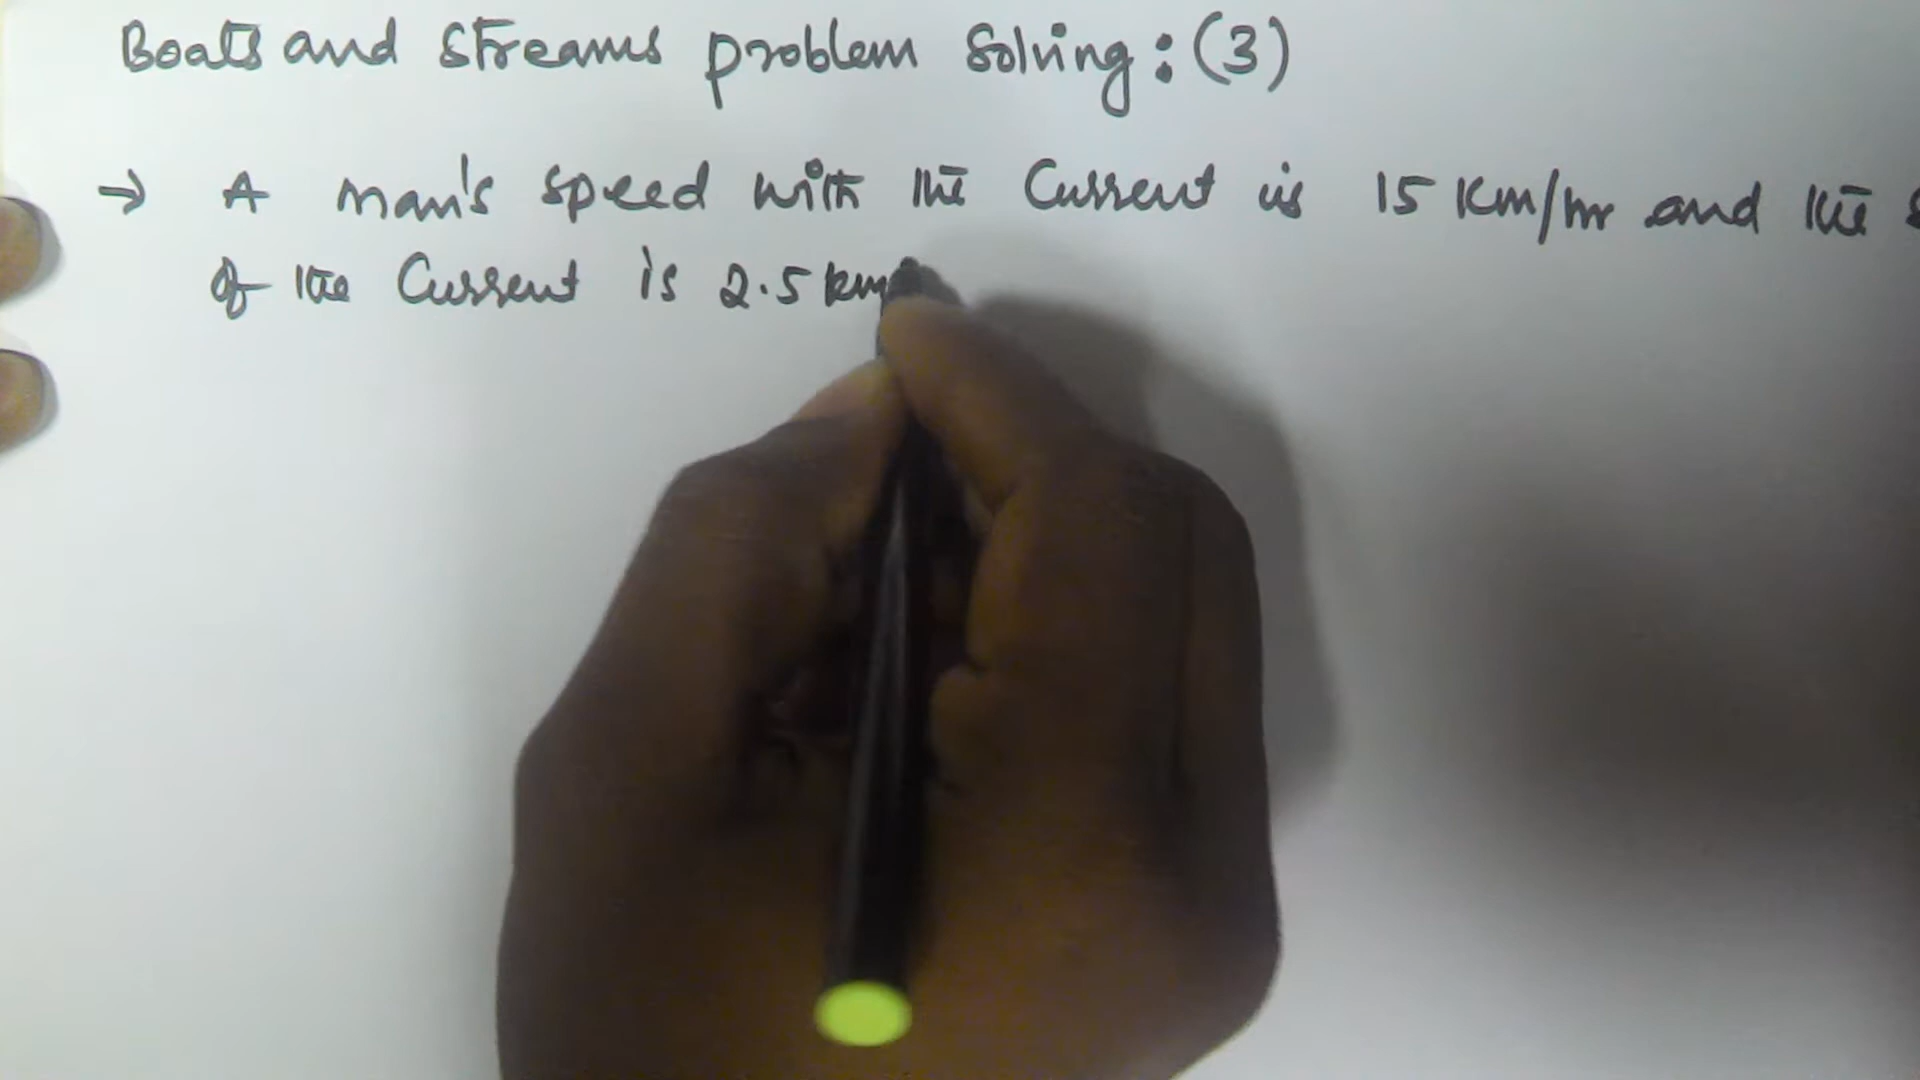 Boats and Streams problem Solving : (3)
→ A man's speed with the Current is 15 Km/hr and the
of the Current is 2.5 km